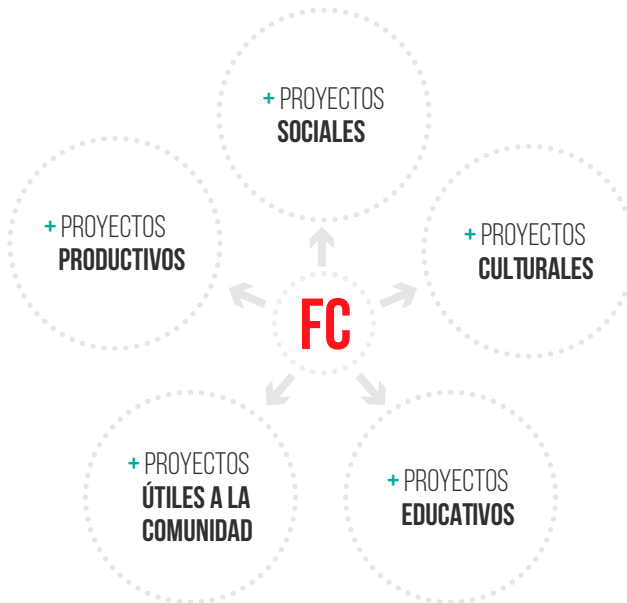 + PROYECTOS
SOCIALES
+ PROYECTOS
PRODUCTIVOS
+ PROYECTOS
CULTURALES
FC
+ PROYECTOS
ÚTILES A LA
COMUNIDAD
+ PROYECTOS
EDUCATIVOS